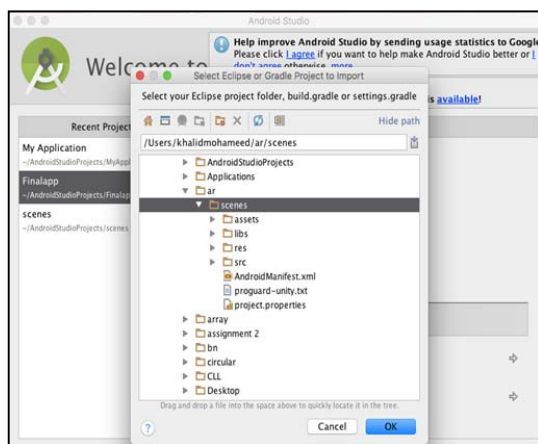 Android Studio
Help improve Android Studio by sending usage statistics to Google
Please click I agree if you want to help make Android Studio better or I
don't agree otherwise. more...
Welcome to
Select Eclipse or Gradle Project to Import
Select your Eclipse project folder, build.gradle or settings.gradle
is available!
Hide path
/Users/khalidmohameed/ar/scenes
Recent Project
My Application
~/AndroidStudioProjects/MyAppl
Finalapp
~/AndroidStudioProjects/Finalapp
scenes
~/AndroidStudioProjects/scenes
AndroidStudioProjects
Applications
ar
scenes
assets
libs
res
src
AndroidManifest.xml
proguard-unity.txt
project.properties
array
assignment 2
bn
circular
CLL
Desktop
Drag and drop a file into the space above to quickly locate it in the tree.
?
Cancel
OK